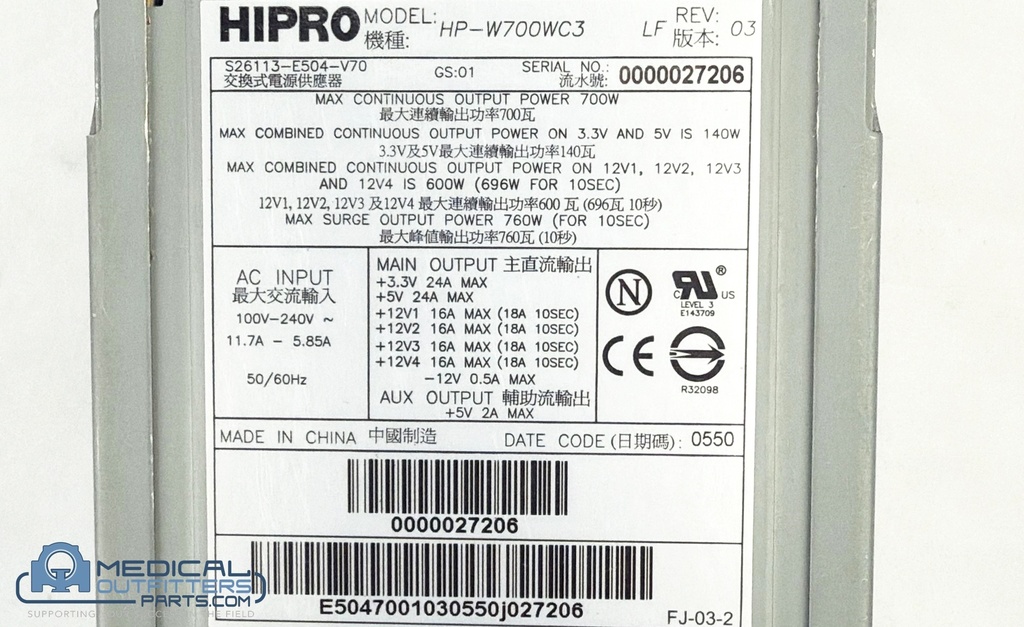 HIPRO MODEL: HP-W700WC3 LF REV: 03
機種: 版本:
S26113-E504-V70 GS:01 SERIAL NO.: 0000027206
交換式電源供應器 流水號:
MAX CONTINUOUS OUTPUT POWER 700W
最大連續輸出功率700瓦
MAX COMBINED CONTINUOUS OUTPUT POWER ON 3.3V AND 5V IS 140W
3.3V及5V最大連續輸出功率140瓦
MAX COMBINED CONTINUOUS OUTPUT POWER ON 12V1, 12V2, 12V3
AND 12V4 IS 600W (696W FOR 10SEC)
12V1, 12V2, 12V3 及12V4 最大連續輸出功率600 瓦 (696瓦 10秒)
MAX SURGE OUTPUT POWER 760W (FOR 10SEC)
最大峰值輸出功率760瓦 (10秒)
AC INPUT
最大交流輸入
100V-240V ~
11.7A - 5.85A
50/60Hz
MAIN OUTPUT 主直流輸出
+3.3V 24A MAX
+5V 24A MAX
+12V1 16A MAX (18A 10SEC)
+12V2 16A MAX (18A 10SEC)
+12V3 16A MAX (18A 10SEC)
+12V4 16A MAX (18A 10SEC)
-12V 0.5A MAX
AUX OUTPUT 輔助流輸出
+5V 2A MAX
N
c RU ® US
LEVEL 3
E143709
CE
R32098
MADE IN CHINA 中國制造 DATE CODE (日期碼): 0550
0000027206
E5047001030550j027206
FJ-03-2
MEDICAL
OUTFITTERS
PARTS.COM
SUPPORTING THE FIELD